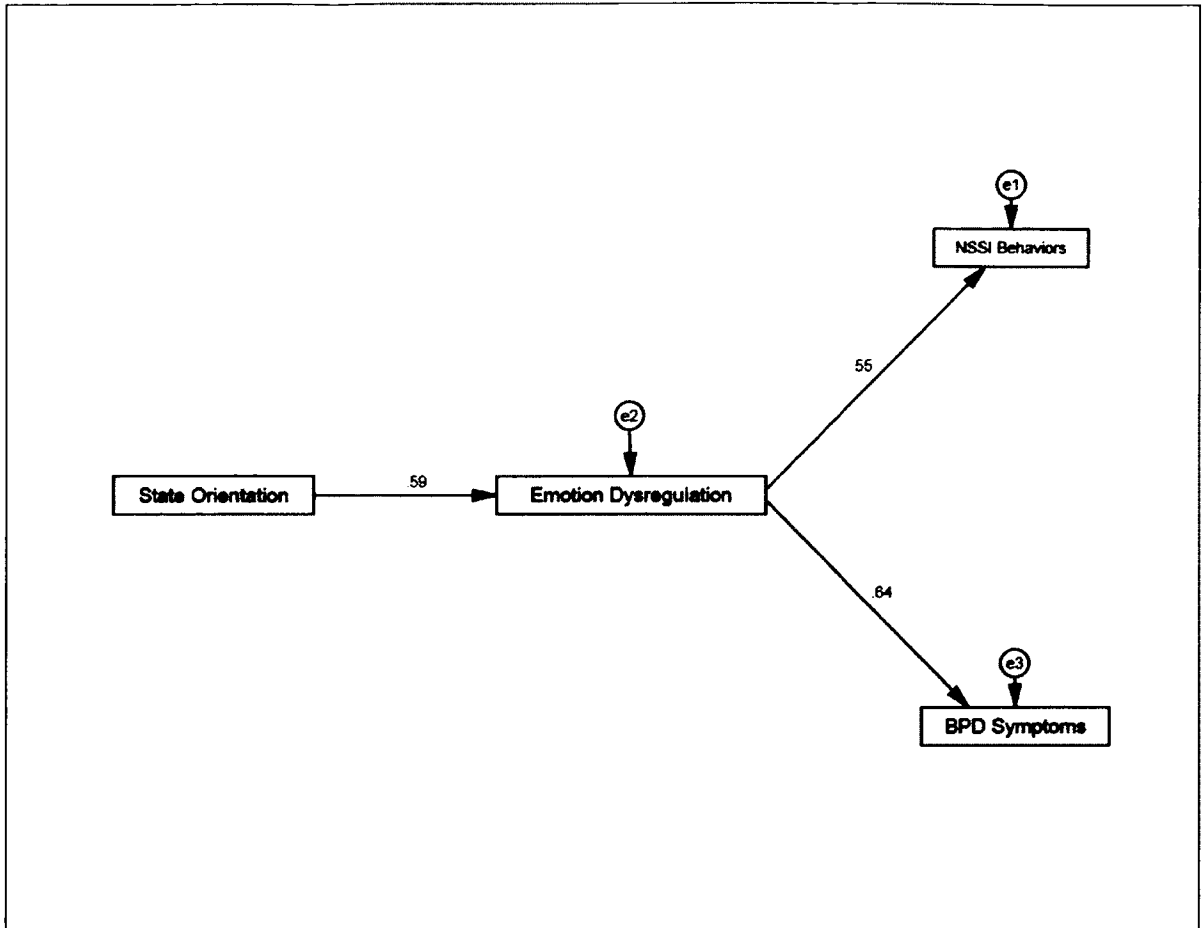 e1
NSSI Behaviors
.55
e2
State Orientation
.59
Emotion Dysregulation
.64
e3
BPD Symptoms